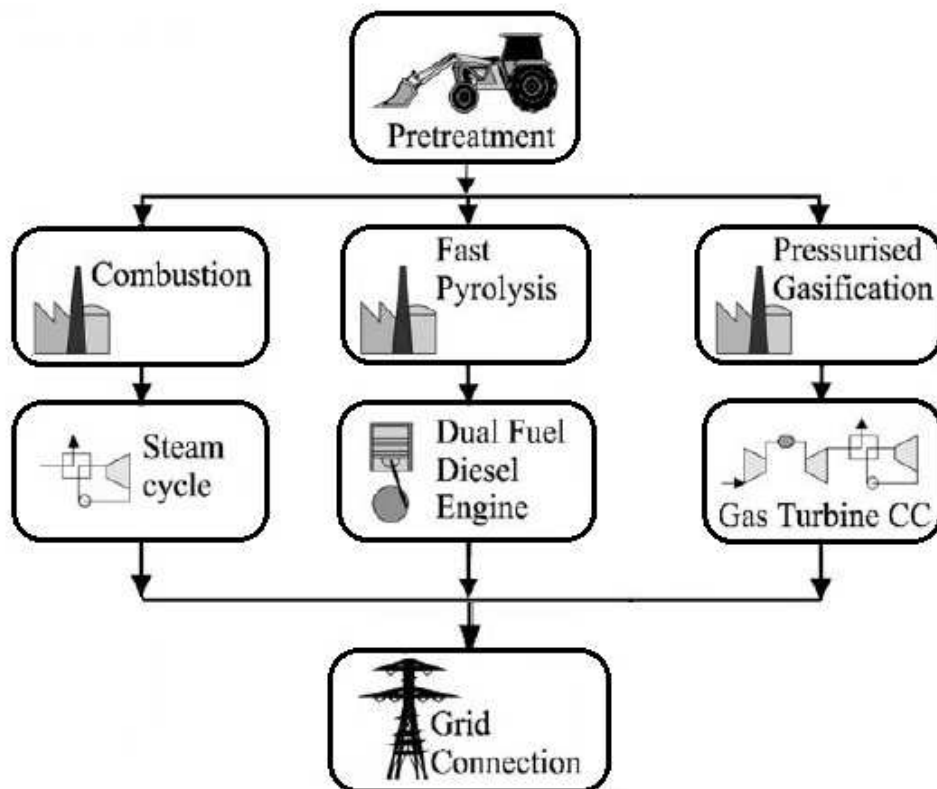 Pretreatment
Combustion
Fast
Pyrolysis
Pressurised
Gasification
Steam
cycle
Dual Fuel
Diesel
Engine
Gas Turbine CC
Grid
Connection